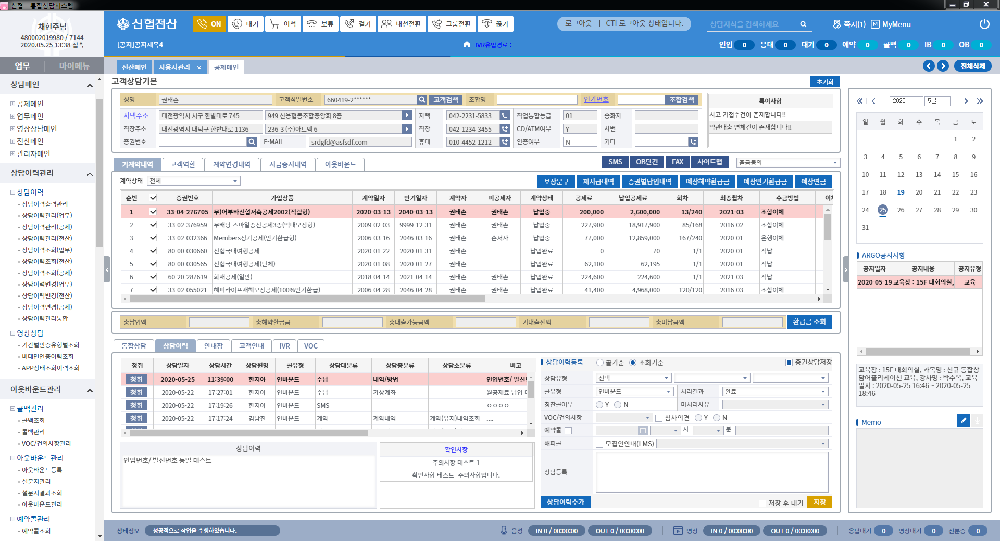 신협 - 통합상담시스템
채현주님
480002019980 / 7144
2020.05.25 13:38 접속
신협전산
ON 대기 이석 보류 걸기 내선전환 그룹전환 끊기
로그아웃 | CTI 로그아웃 상태입니다.
상담지식을 검색하세요
쪽지(1) MyMenu
[공지]공지제목4
IVR유입경로 :
인입 0 응대 0 대기 0 예약 0 콜백 0 IB 0 OB 0
업무 마이메뉴
전산메인 사용자관리 × 공제메인
전체삭제
상담메인
공제메인
업무메인
영상상담메인
전산메인
관리자메인
상담이력관리
상담이력
상담이력출력관리
상담이력관리(업무)
상담이력관리(공제)
상담이력관리(전산)
상담이력조회(업무)
상담이력조회(전산)
상담이력조회(공제)
상담이력변경(업무)
상담이력변경(전산)
상담이력변경(공제)
상담이력관리통합
영상상담
기간별인증유형별조회
비대면인증이력조회
APP상태조회이력조회
아웃바운드관리
콜백관리
콜백조회
콜백관리
VOC/건의사항관리
아웃바운드관리
아웃바운드등록
설문지관리
설문지결과조회
아웃바운드관리
예약콜관리
예약콜조회
고객상담기본
초기화
성명 권태손 고객식별번호 660419-2****** 고객검색 조합명 인가번호 조합검색
자택주소 대전광역시 서구 한밭대로 745 949 신용협동조합중앙회 8층 자택 042-2231-5833 직업통합등급 01 송화자
직장주소 대전광역시 대덕구 한밭대로 1136 236-3 (주)아트맥 6 직장 042-1234-3455 CD/ATM여부 Y 사번
증권번호 E-MAIL srdgfd@asfsdf.com 휴대 010-4452-1212 인증여부 N 기타
특이사항
사고 가접수건이 존재합니다!!
약관대출 연체건이 존재합니다!!
기계약내역 고객역할 계약변경내역 지급중지내역 아웃바운드
SMS OB단건 FAX 사이트맵 출금동의
계약상태 전체
보장문구 제지급내역 증권별납입내역 예상해약환급금 예상만기환급금 예상연금
순번 증권번호 가입상품 계약일자 만기일자 계약자 피공제자 계약상태 공제료 납입공제료 회차 최종월차 수금방법
1 33-04-276705 무)어부바신협저축공제2002(적립형) 2020-03-13 2040-03-13 권태손 권태손 납입중 200,000 2,600,000 13/240 2021-03 조합이체
2 33-02-376959 무배당 스마일종신공제3종(억대보장형) 2009-02-03 9999-12-31 권태손 권태손 납입중 227,900 18,917,900 85/168 2016-02 조합이체
3 33-02-032366 Members정기공제(만기환급형) 2006-03-16 2046-03-16 권태손 손서자 납입중 77,000 12,859,000 167/240 2020-01 은행이체
4 80-00-030660 신협국내여행공제 2020-01-22 2020-01-31 권태손 납입완료 0 70 1/1 2020-01 직납
5 80-00-030565 신협국내여행공제(단체) 2020-01-08 2020-01-27 권태손 납입완료 62,100 62,195 1/1 2020-01 직납
6 60-20-287619 화재공제(일반) 2018-04-14 2021-04-14 권태손 권태손 납입완료 224,600 224,600 1/1 2021-03 직납
7 33-02-055021 해피라이프재해보장공제(100%만기환급) 2006-04-28 2046-04-28 권태손 권태손 납입완료 41,400 4,968,000 120/120 2016-03 조합이체
총납입액 총해약환급금 총대출가능금액 기대출잔액 총미납금액 환급금 조회
통합상담 상담이력 안내장 고객안내 IVR VOC
청취 상담일자 상담시간 상담원명 콜유형 상담대분류 상담중분류 상담소분류 비고
청취 2020-05-25 11:39:00 한지아 인바운드 수납 내역/방법 인입번호/ 발신번
청취 2020-05-22 17:27:01 한지아 인바운드 수납 가상계좌 월공제료 납입
청취 2020-05-22 17:19:26 한지아 인바운드 SMS ㅇㅇㅇㅇ
청취 2020-05-22 17:17:24 김남진 인바운드 계약 계약내역 계약(유지)내역조회 ....
상담이력
인입번호/ 발신번호 동일 테스트
확인사항
주의사항 테스트 1
확인사항 테스트- 주의사항입니다.
상담이력등록 콜기준 조회기준 증권상담저장
상담유형 선택
콜유형 인바운드 처리결과 완료
칭찬콜여부 Y N 미처리사유
VOC/건의사항 심사의견 Y N
예약콜 시 분
해피콜 모집인안내(LMS)
상담등록
상담이력추가 저장 후 대기 저장
2020 5월
일 월 화 수 목 금 토
1 2
3 4 5 6 7 8 9
10 11 12 13 14 15 16
17 18 19 20 21 22 23
24 25 26 27 28 29 30
31
ARGO공지사항
공지일자 공지내용 공지유형
2020-05-19 교육장 : 15F 대회의실, 교육
교육장 : 15F 대회의실, 과목명 : 신규 통합상
담어플리케이션 교육, 강사명 : 박수옥, 교육
일시 : 2020-05-25 16:46 ~ 2020-05-25
18:46
Memo
상태정보 성공적으로 작업을 수행하였습니다.
음성 IN 0 / 00:00:00 OUT 0 / 00:00:00 영상 IN 0 / 00:00:00 OUT 0 / 00:00:00 응답대기 0 영상대기 0 신분증 0